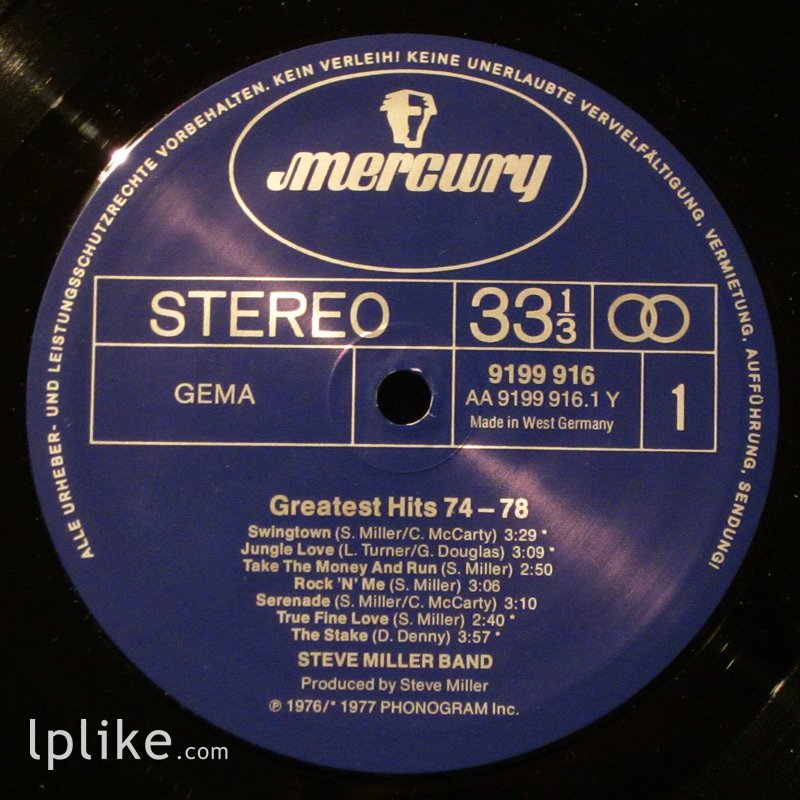 ALLE URHEBER- UND LEISTUNGSSCHUTZRECHTE VORBEHALTEN. KEIN VERLEIH! KEINE UNERLAUBTE VERVIELFÄLTIGUNG, VERMIETUNG, AUFFÜHRUNG, SENDUNG!
mercury
STEREO
33 1/3
GEMA
9199 916
AA 9199 916.1 Y
Made in West Germany
1
Greatest Hits 74 – 78
Swingtown (S. Miller/C. McCarty) 3:29 *
Jungle Love (L. Turner/G. Douglas) 3:09 *
Take The Money And Run (S. Miller) 2:50
Rock 'N' Me (S. Miller) 3:06
Serenade (S. Miller/C. McCarty) 3:10
True Fine Love (S. Miller) 2:40 *
The Stake (D. Denny) 3:57 *
STEVE MILLER BAND
Produced by Steve Miller
℗ 1976/* 1977 PHONOGRAM Inc.
lplike.com